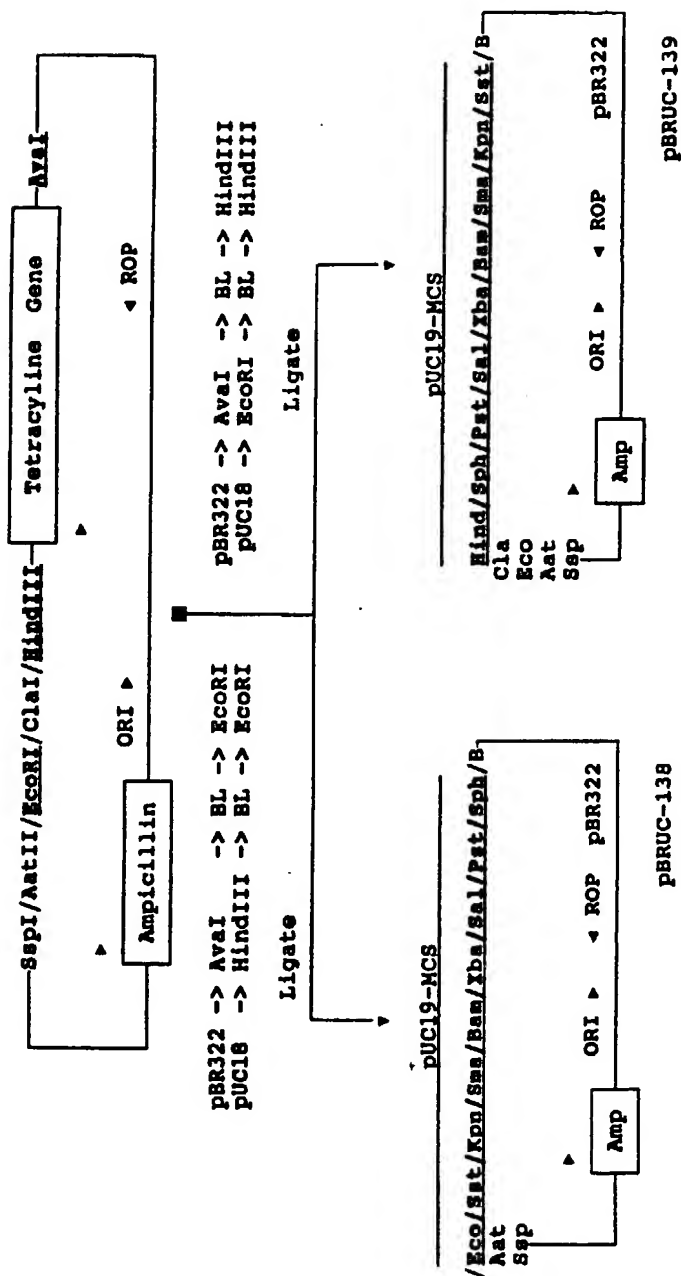 SspI/AatII/EcoRI/ClaI/HindIII
Tetracyline Gene
AvaI
Ampicillin
ORI
ROP
pBR322 -> AvaI -> BL -> EcoRI
pUC18 -> HindIII -> BL -> EcoRI
Ligate
pBR322 -> AvaI -> BL -> HindIII
pUC18 -> EcoRI -> BL -> HindIII
Ligate
pUC19-MCS
/Eco/Sst/Kpn/Sma/Bam/Xba/Sal/Pst/Sph/B
Aat
Ssp
Amp
ORI
ROP
pBR322
pBRUC-138
pUC19-MCS
Hind/Sph/Pst/Sal/Xba/Bam/Sma/Kpn/Sst/B
Cla
Eco
Aat
Ssp
Amp
ORI
ROP
pBR322
pBRUC-139